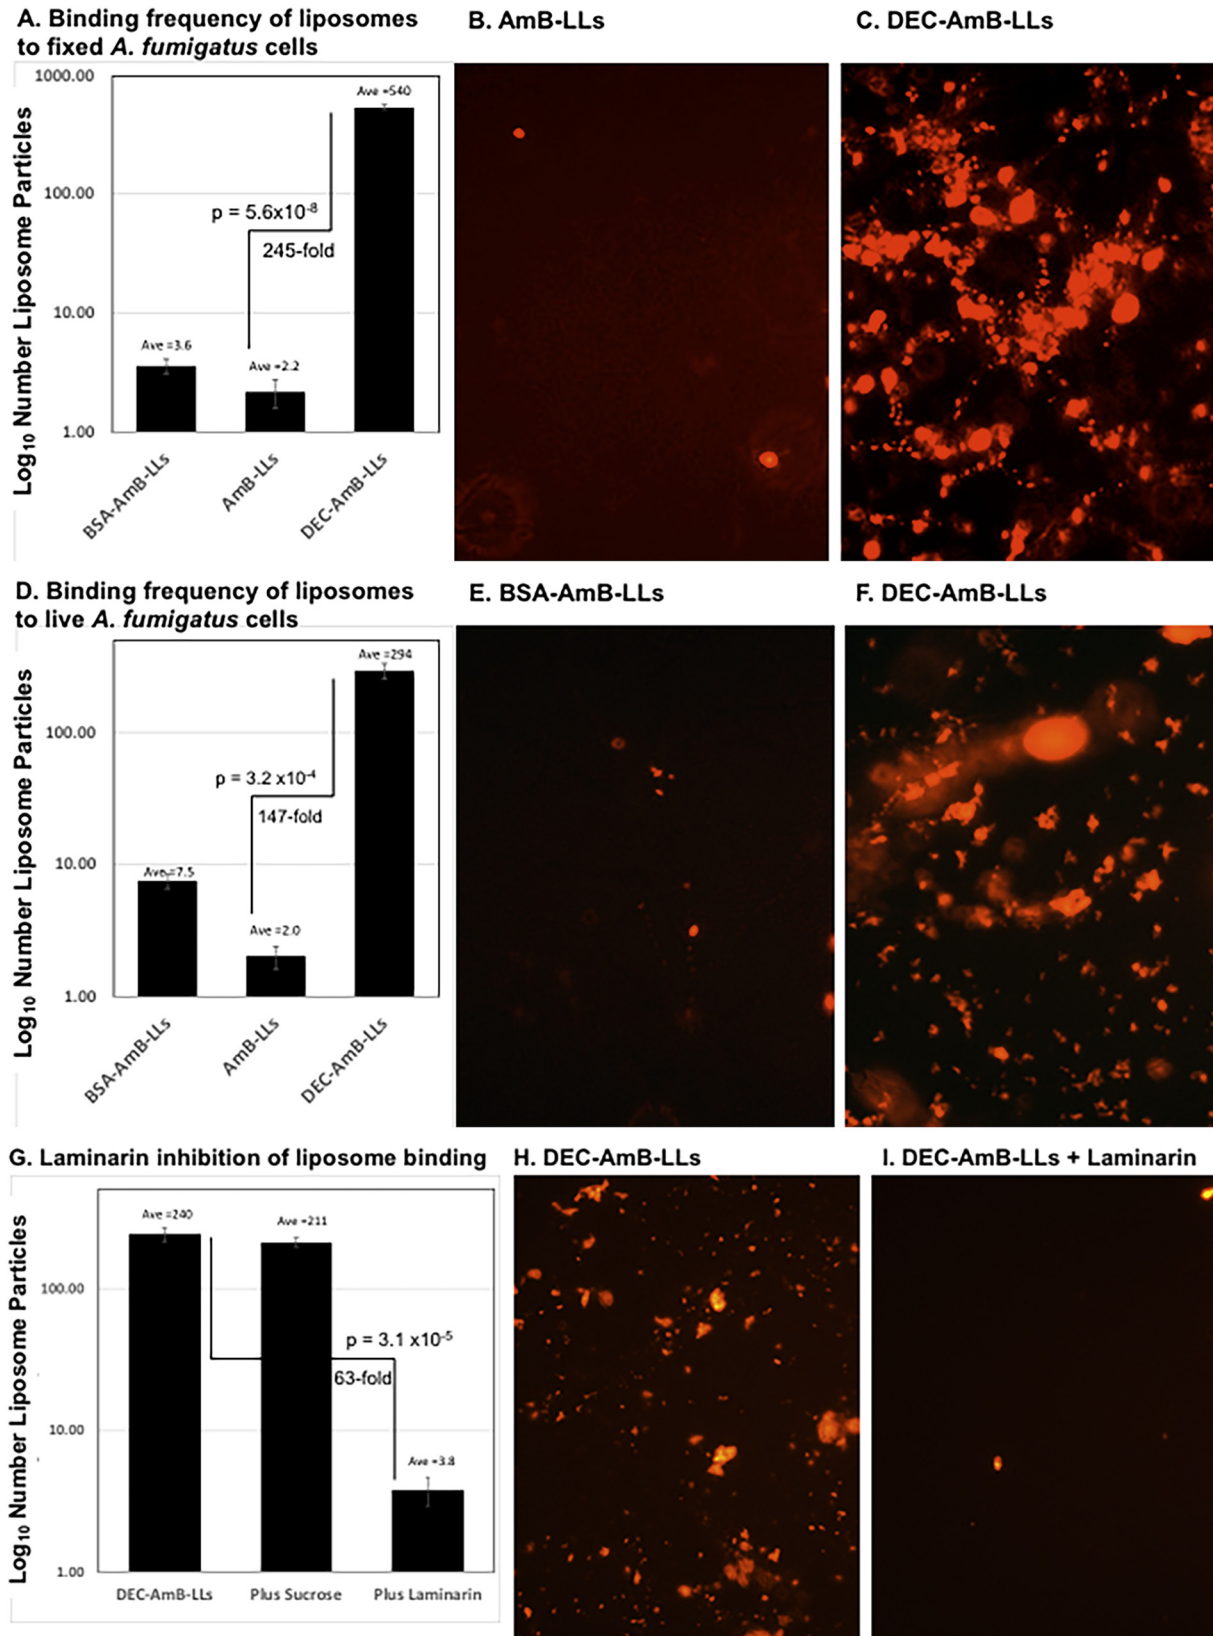 A. Binding frequency of liposomes
to fixed A. fumigatus cells
B. AmB-LLs
C. DEC-AmB-LLs
Log10 Number Liposome Particles
1000.00
100.00
10.00
1.00
Ave =3.6
Ave =2.2
Ave =540
p = 5.6x10-8
245-fold
BSA-AmB-LLs
AmB-LLs
DEC-AmB-LLs
D. Binding frequency of liposomes
to live A. fumigatus cells
E. BSA-AmB-LLs
F. DEC-AmB-LLs
Log10 Number Liposome Particles
100.00
10.00
1.00
Ave =7.5
Ave =2.0
Ave =294
p = 3.2 x10-4
147-fold
BSA-AmB-LLs
AmB-LLs
DEC-AmB-LLs
G. Laminarin inhibition of liposome binding
H. DEC-AmB-LLs
I. DEC-AmB-LLs + Laminarin
Log10 Number Liposome Particles
100.00
10.00
1.00
Ave =240
Ave =211
Ave =3.8
p = 3.1 x10-5
63-fold
DEC-AmB-LLs
Plus Sucrose
Plus Laminarin